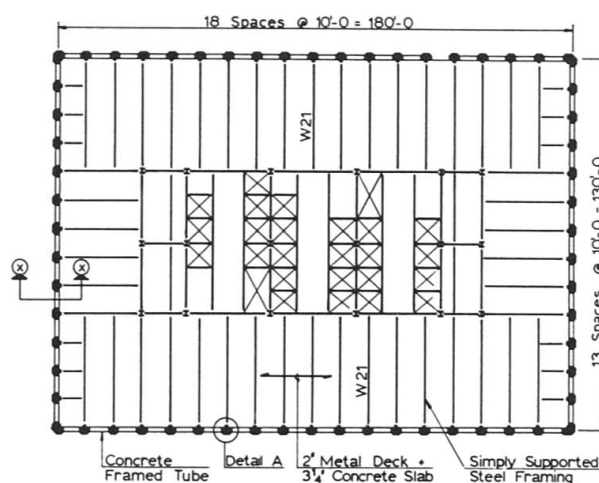 18 Spaces @ 10'-0 = 180'-0
W21
13 Spaces @ 10'-0 = 130'-0
x x
W21
Concrete
Framed Tube
Detail A
2" Metal Deck +
3¼" Concrete Slab
Simply Supported
Steel Framing